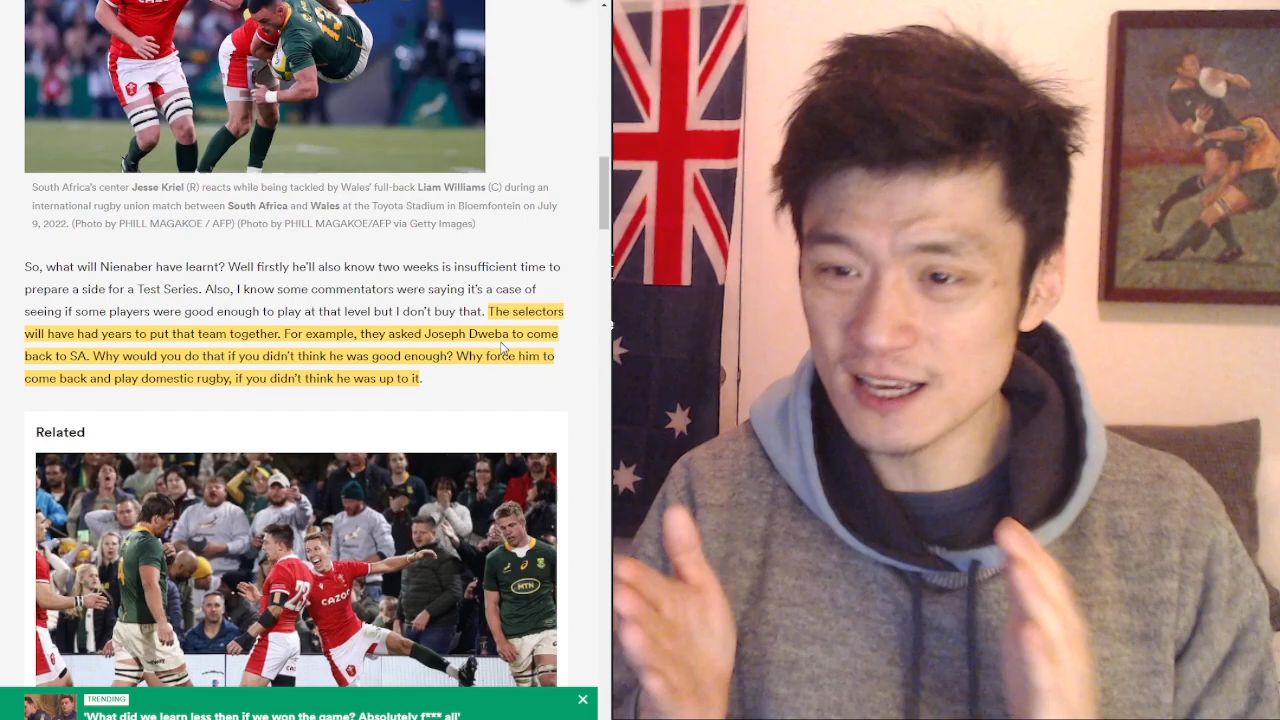 CAZOO
13
South Africa's center Jesse Kriel (R) reacts while being tackled by Wales' full-back Liam Williams (C) during an
international rugby union match between South Africa and Wales at the Toyota Stadium in Bloemfontein on July
9, 2022. (Photo by PHILL MAGAKOE / AFP) (Photo by PHILL MAGAKOE/AFP via Getty Images)
So, what will Nienaber have learnt? Well firstly he'll also know two weeks is insufficient time to
prepare a side for a Test Series. Also, I know some commentators were saying it's a case of
seeing if some players were good enough to play at that level but I don't buy that. The selectors
will have had years to put that team together. For example, they asked Joseph Dweba to come
back to SA. Why would you do that if you didn't think he was good enough? Why force him to
come back and play domestic rugby, if you didn't think he was up to it.
Related
23
CAZOO
MTN
TRENDING
'What did we learn less then if we won the game? Absolutely f*** all'